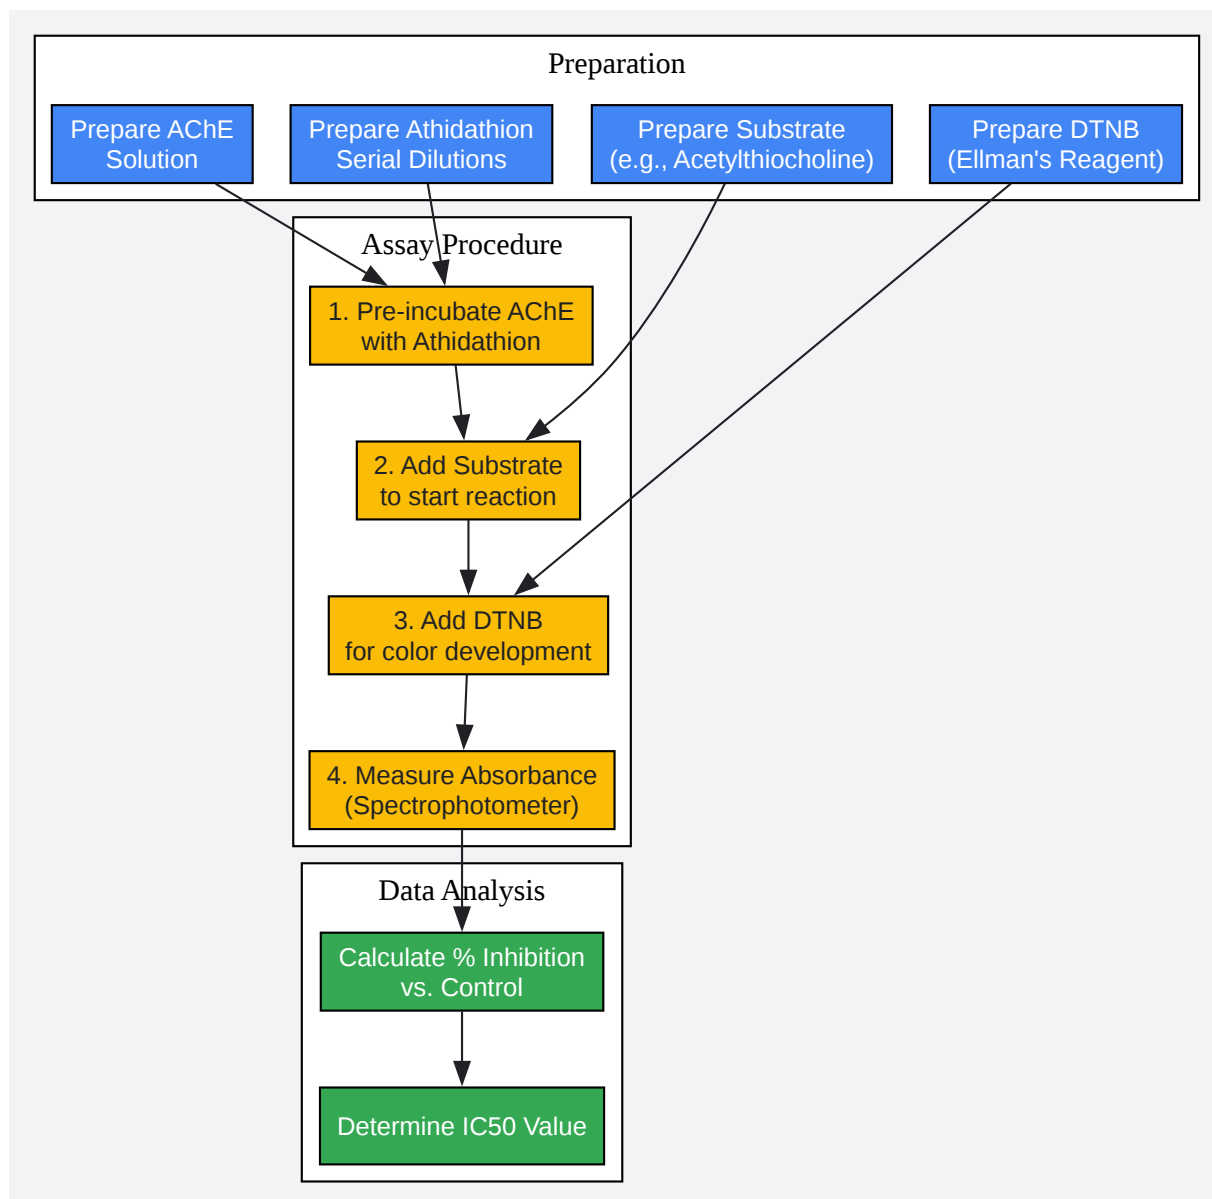 Preparation
Prepare AChE
Solution
Prepare Athidathion
Serial Dilutions
Prepare Substrate
(e.g., Acetylthiocholine)
Prepare DTNB
(Ellman's Reagent)
Assay Procedure
1. Pre-incubate AChE
with Athidathion
2. Add Substrate
to start reaction
3. Add DTNB
for color development
4. Measure Absorbance
(Spectrophotometer)
Data Analysis
Calculate % Inhibition
vs. Control
Determine IC50 Value